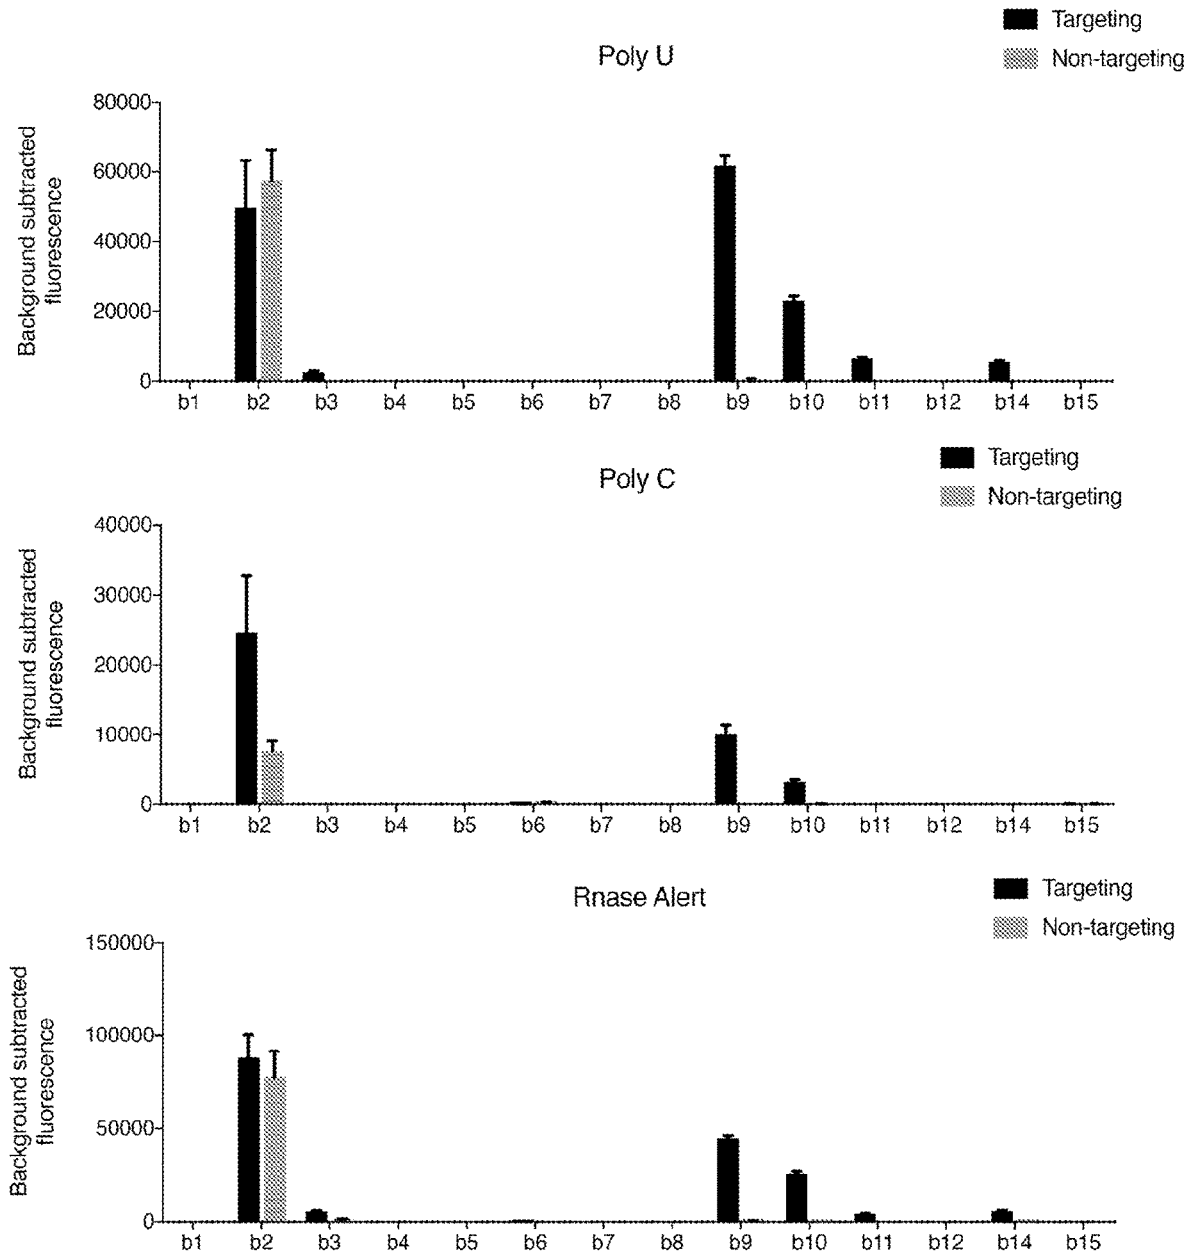 Targeting
Non-targeting
Poly U
Background subtracted
fluorescence
80000
60000
40000
20000
0
b1 b2 b3 b4 b5 b6 b7 b8 b9 b10 b11 b12 b14 b15
Targeting
Non-targeting
Poly C
Background subtracted
fluorescence
40000
30000
20000
10000
0
b1 b2 b3 b4 b5 b6 b7 b8 b9 b10 b11 b12 b14 b15
Targeting
Non-targeting
Rnase Alert
Background subtracted
fluorescence
150000
100000
50000
0
b1 b2 b3 b4 b5 b6 b7 b8 b9 b10 b11 b12 b14 b15